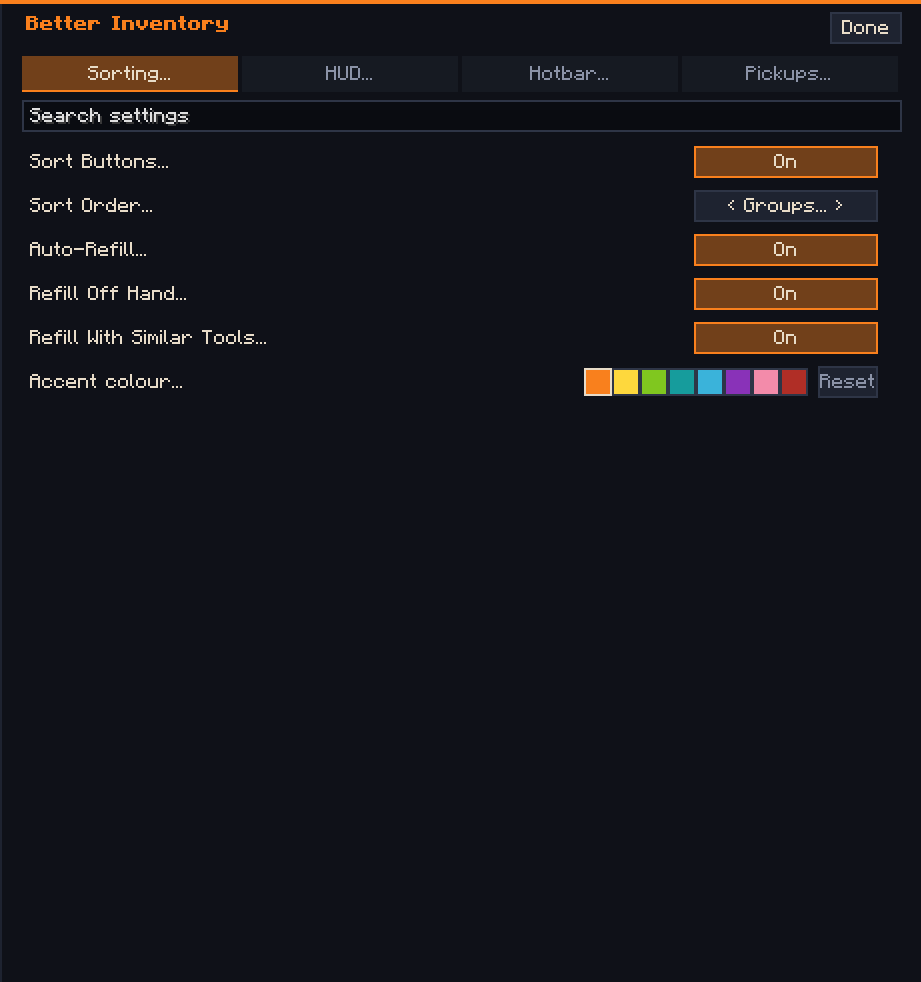 Better Inventory
Done
Sorting...
HUD...
Hotbar...
Pickups...
Search settings
Sort Buttons...
On
Sort Order...
< Groups... >
Auto-Refill...
On
Refill Off Hand...
On
Refill With Similar Tools...
On
Accent colour...
Reset